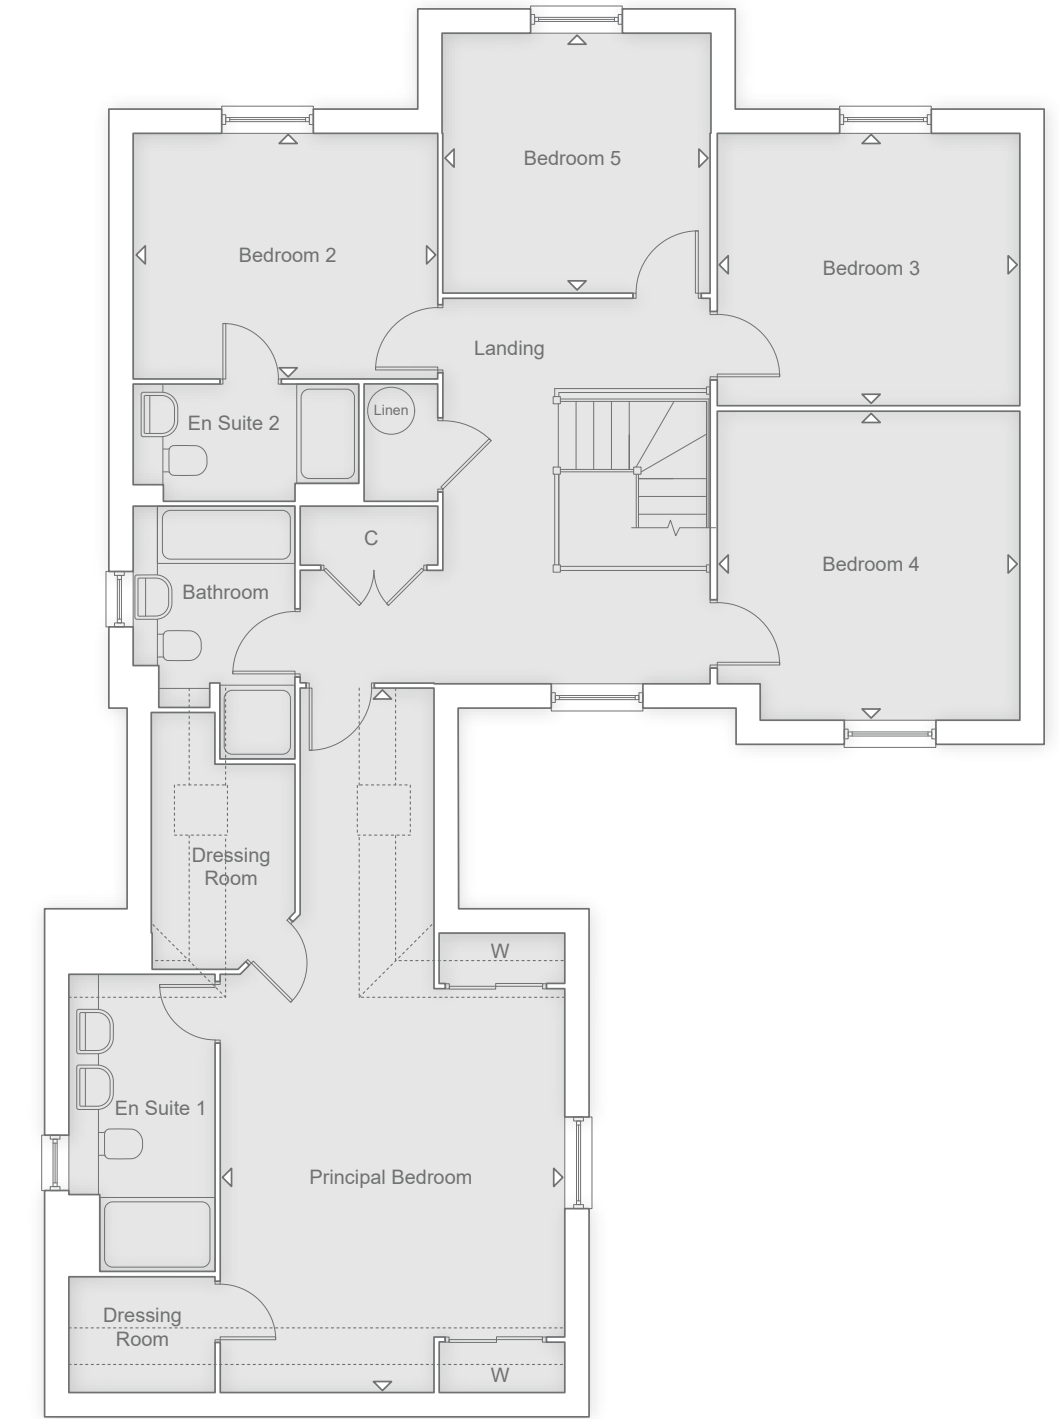 Bedroom 5
Bedroom 2
Bedroom 3
Landing
Linen
En Suite 2
C
Bedroom 4
Bathroom
Dressing
Room
W
En Suite 1
Principal Bedroom
Dressing
Room
W